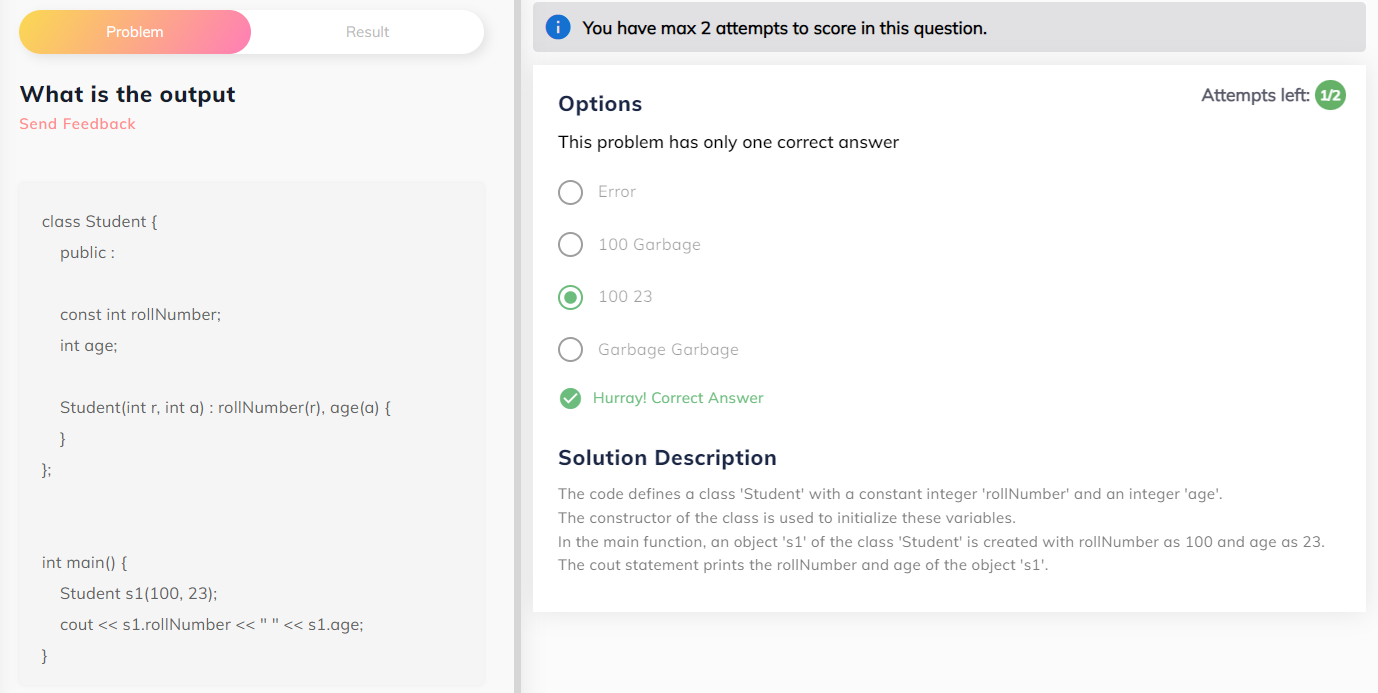 Problem
Result
What is the output
Send Feedback
class Student {
public :
const int rollNumber;
int age;
Student(int r, int a) : rollNumber(r), age(a) {
}
};
int main() {
Student s1(100, 23);
cout << s1.rollNumber << " " << s1.age;
}
i
You have max 2 attempts to score in this question.
Attempts left: 1/2
Options
This problem has only one correct answer
Error
100 Garbage
100 23
Garbage Garbage
Hurray! Correct Answer
Solution Description
The code defines a class 'Student' with a constant integer 'rollNumber' and an integer 'age'.
The constructor of the class is used to initialize these variables.
In the main function, an object 's1' of the class 'Student' is created with rollNumber as 100 and age as 23.
The cout statement prints the rollNumber and age of the object 's1'.